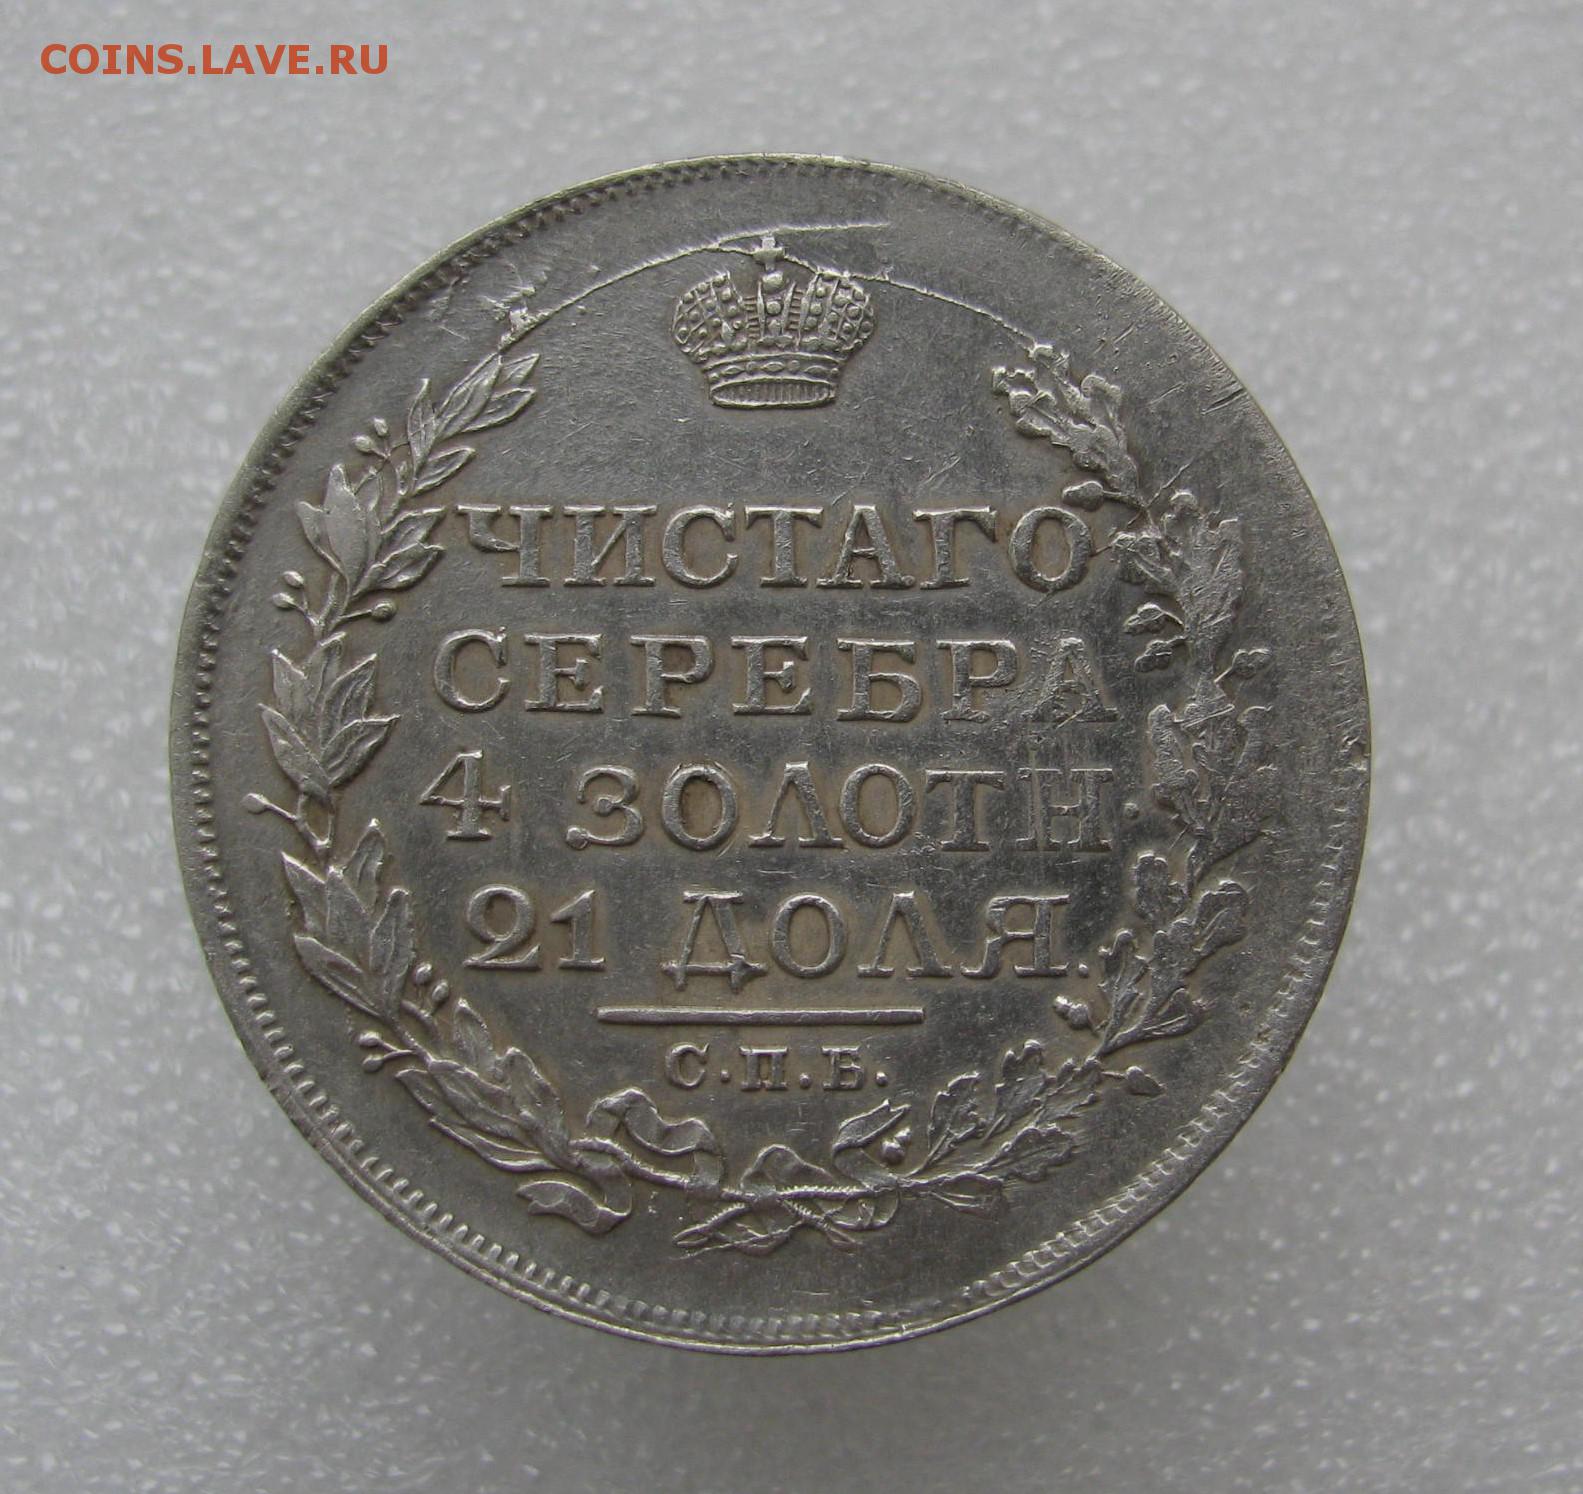 COINS.LAVE.RU
ЧИСТАГО
СЕРЕБРА
4 ЗОЛОТН.
21 ДОЛЯ.
С.П.Б.